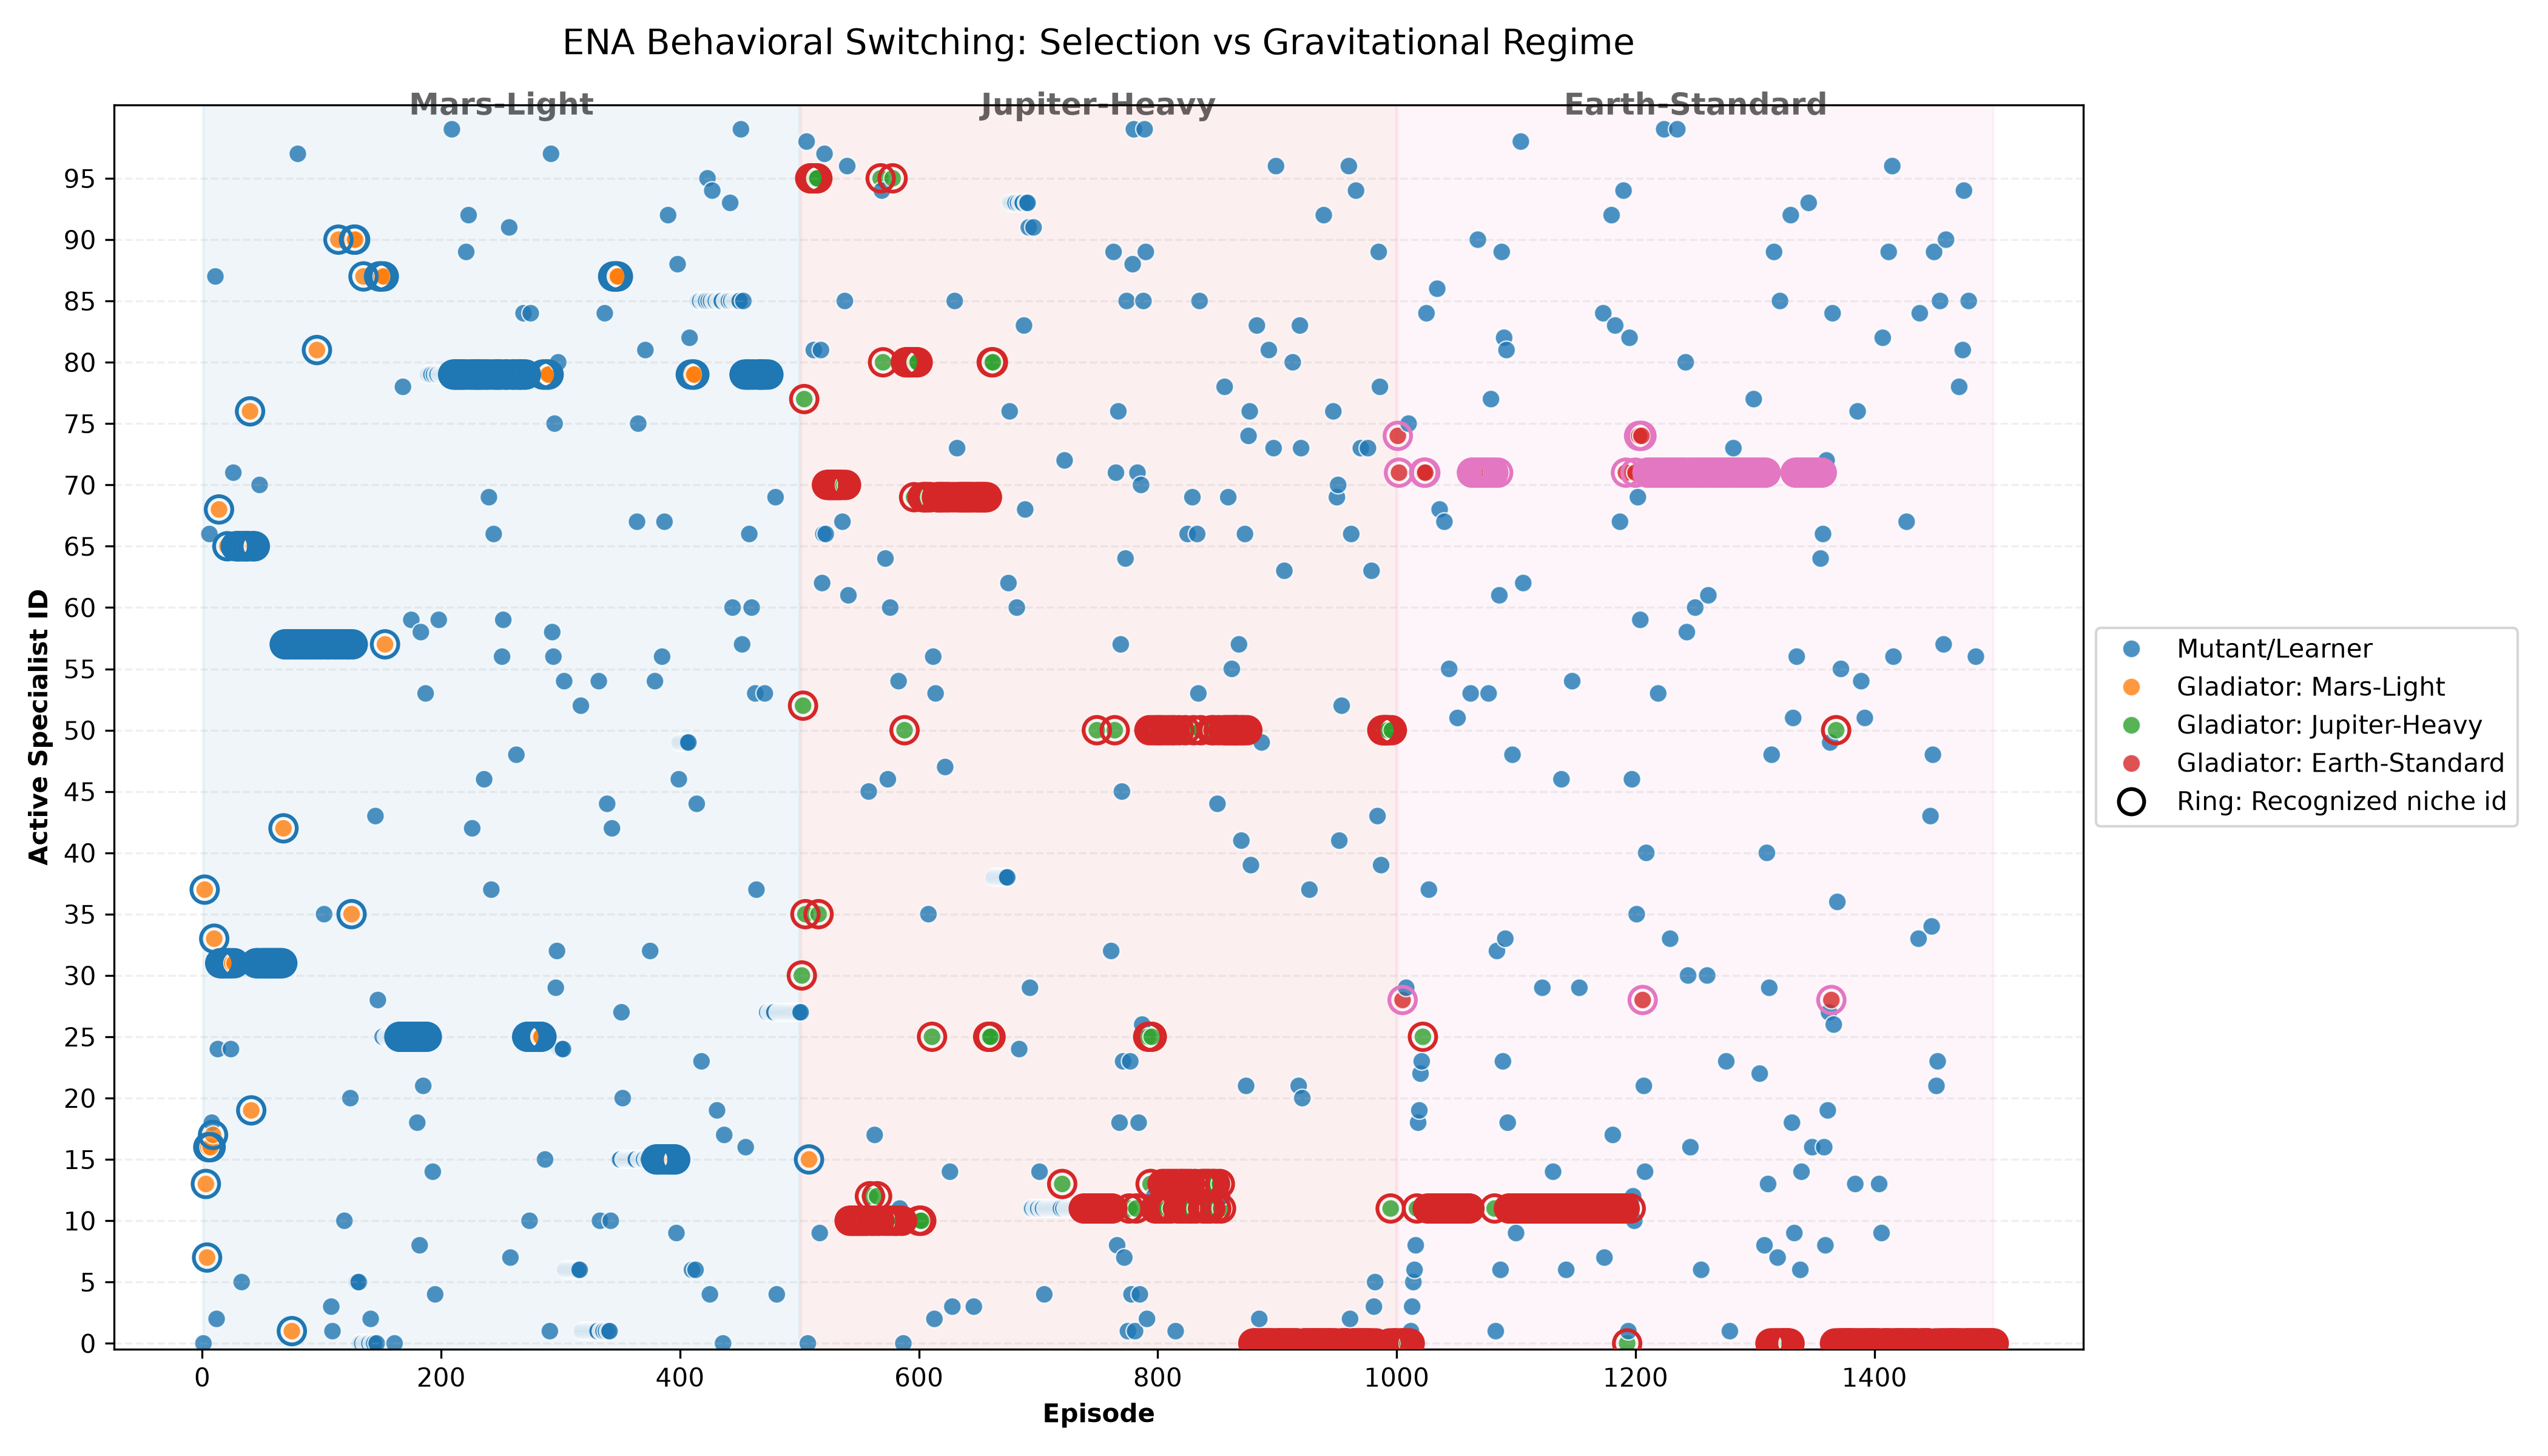 ENA Behavioral Switching: Selection vs Gravitational Regime
Mars-Light
Jupiter-Heavy
Earth-Standard
Active Specialist ID
95
90
85
80
75
70
65
60
55
50
45
40
35
30
25
20
15
10
5
0
0
200
400
600
800
1000
1200
1400
Episode
Mutant/Learner
Gladiator: Mars-Light
Gladiator: Jupiter-Heavy
Gladiator: Earth-Standard
Ring: Recognized niche id